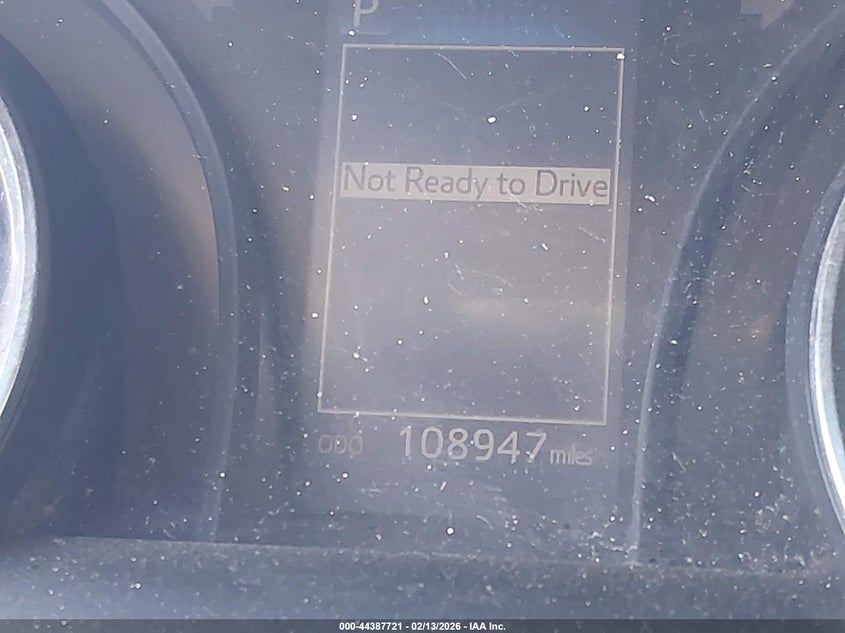 P
Not Ready to Drive
ODO 108947 miles
000-44387721 - 02/13/2026 - IAA Inc.